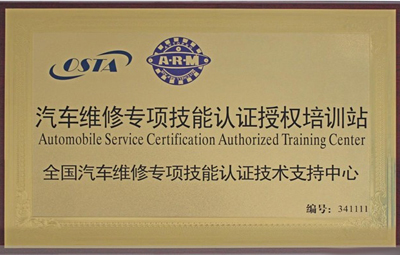 OSTA A·R·M
汽车维修专项技能认证授权培训站
Automobile Service Certification Authorized Training Center
全国汽车维修专项技能认证技术支持中心
编号：341111